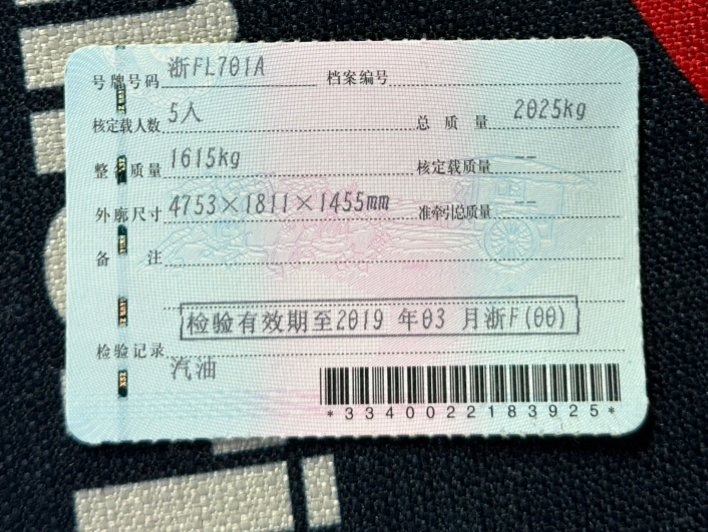 号牌号码 浙FL701A 档案编号
核定载人数 5人 总质量 2025kg
整备质量 1615kg 核定载质量 --
外廓尺寸 4753×1811×1455mm 准牵引总质量 --
备注
检验有效期至2019年03月浙F(00)
检验记录
汽油
*3340022183925*